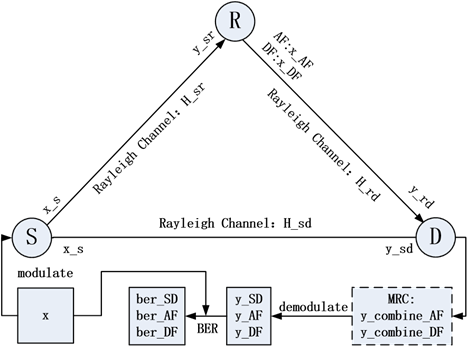 R
y_sr
AF:x_AF
DF:x_DF
Rayleigh Channel: H_sr
Rayleigh Channel: H_rd
x_s
y_rd
S
Rayleigh Channel: H_sd
D
x_s
y_sd
modulate
x
ber_SD
ber_AF
ber_DF
BER
y_SD
y_AF
y_DF
demodulate
MRC:
y_combine_AF
y_combine_DF